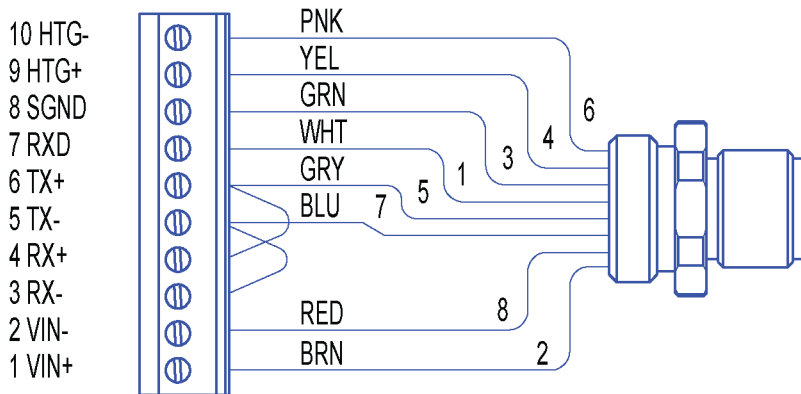 10 HTG-
9 HTG+
8 SGND
7 RXD
6 TX+
5 TX-
4 RX+
3 RX-
2 VIN-
1 VIN+
PNK
YEL
GRN
WHT
GRY
BLU
RED
BRN
6
4
3
1
5
7
8
2